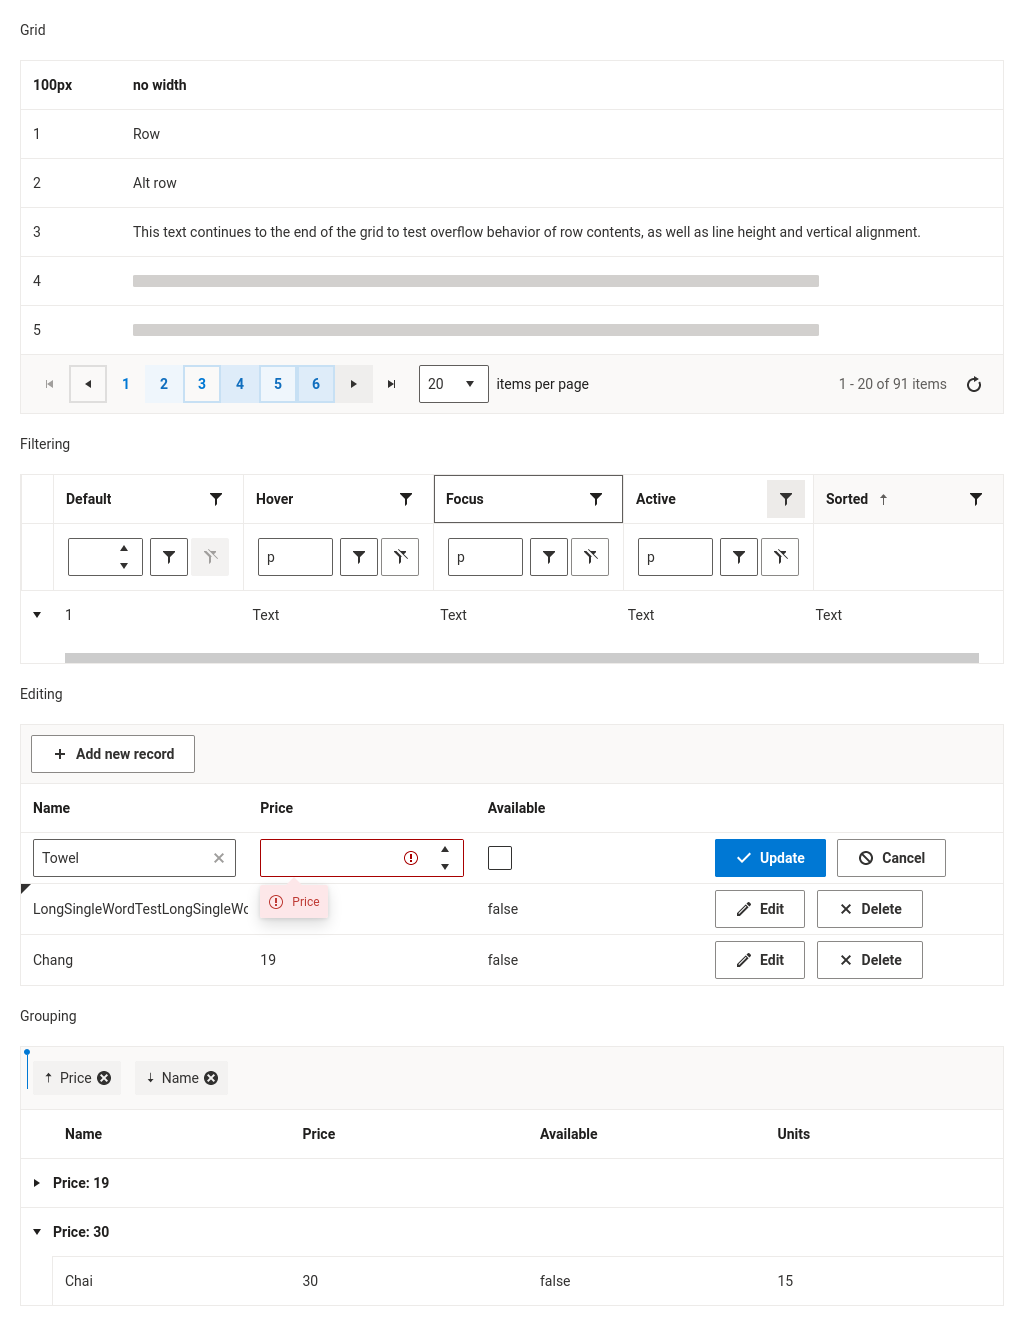 Grid
100px no width
1 Row
2 Alt row
3 This text continues to the end of the grid to test overflow behavior of row contents, as well as line height and vertical alignment.
4
5
1 2 3 4 5 6 20 items per page 1 - 20 of 91 items
Filtering
Default Hover Focus Active Sorted
p p p
1 Text Text Text Text
Editing
Add new record
Name Price Available
Towel Update Cancel
Price
LongSingleWordTestLongSingleWo false Edit Delete
Chang 19 false Edit Delete
Grouping
Price Name
Name Price Available Units
Price: 19
Price: 30
Chai 30 false 15